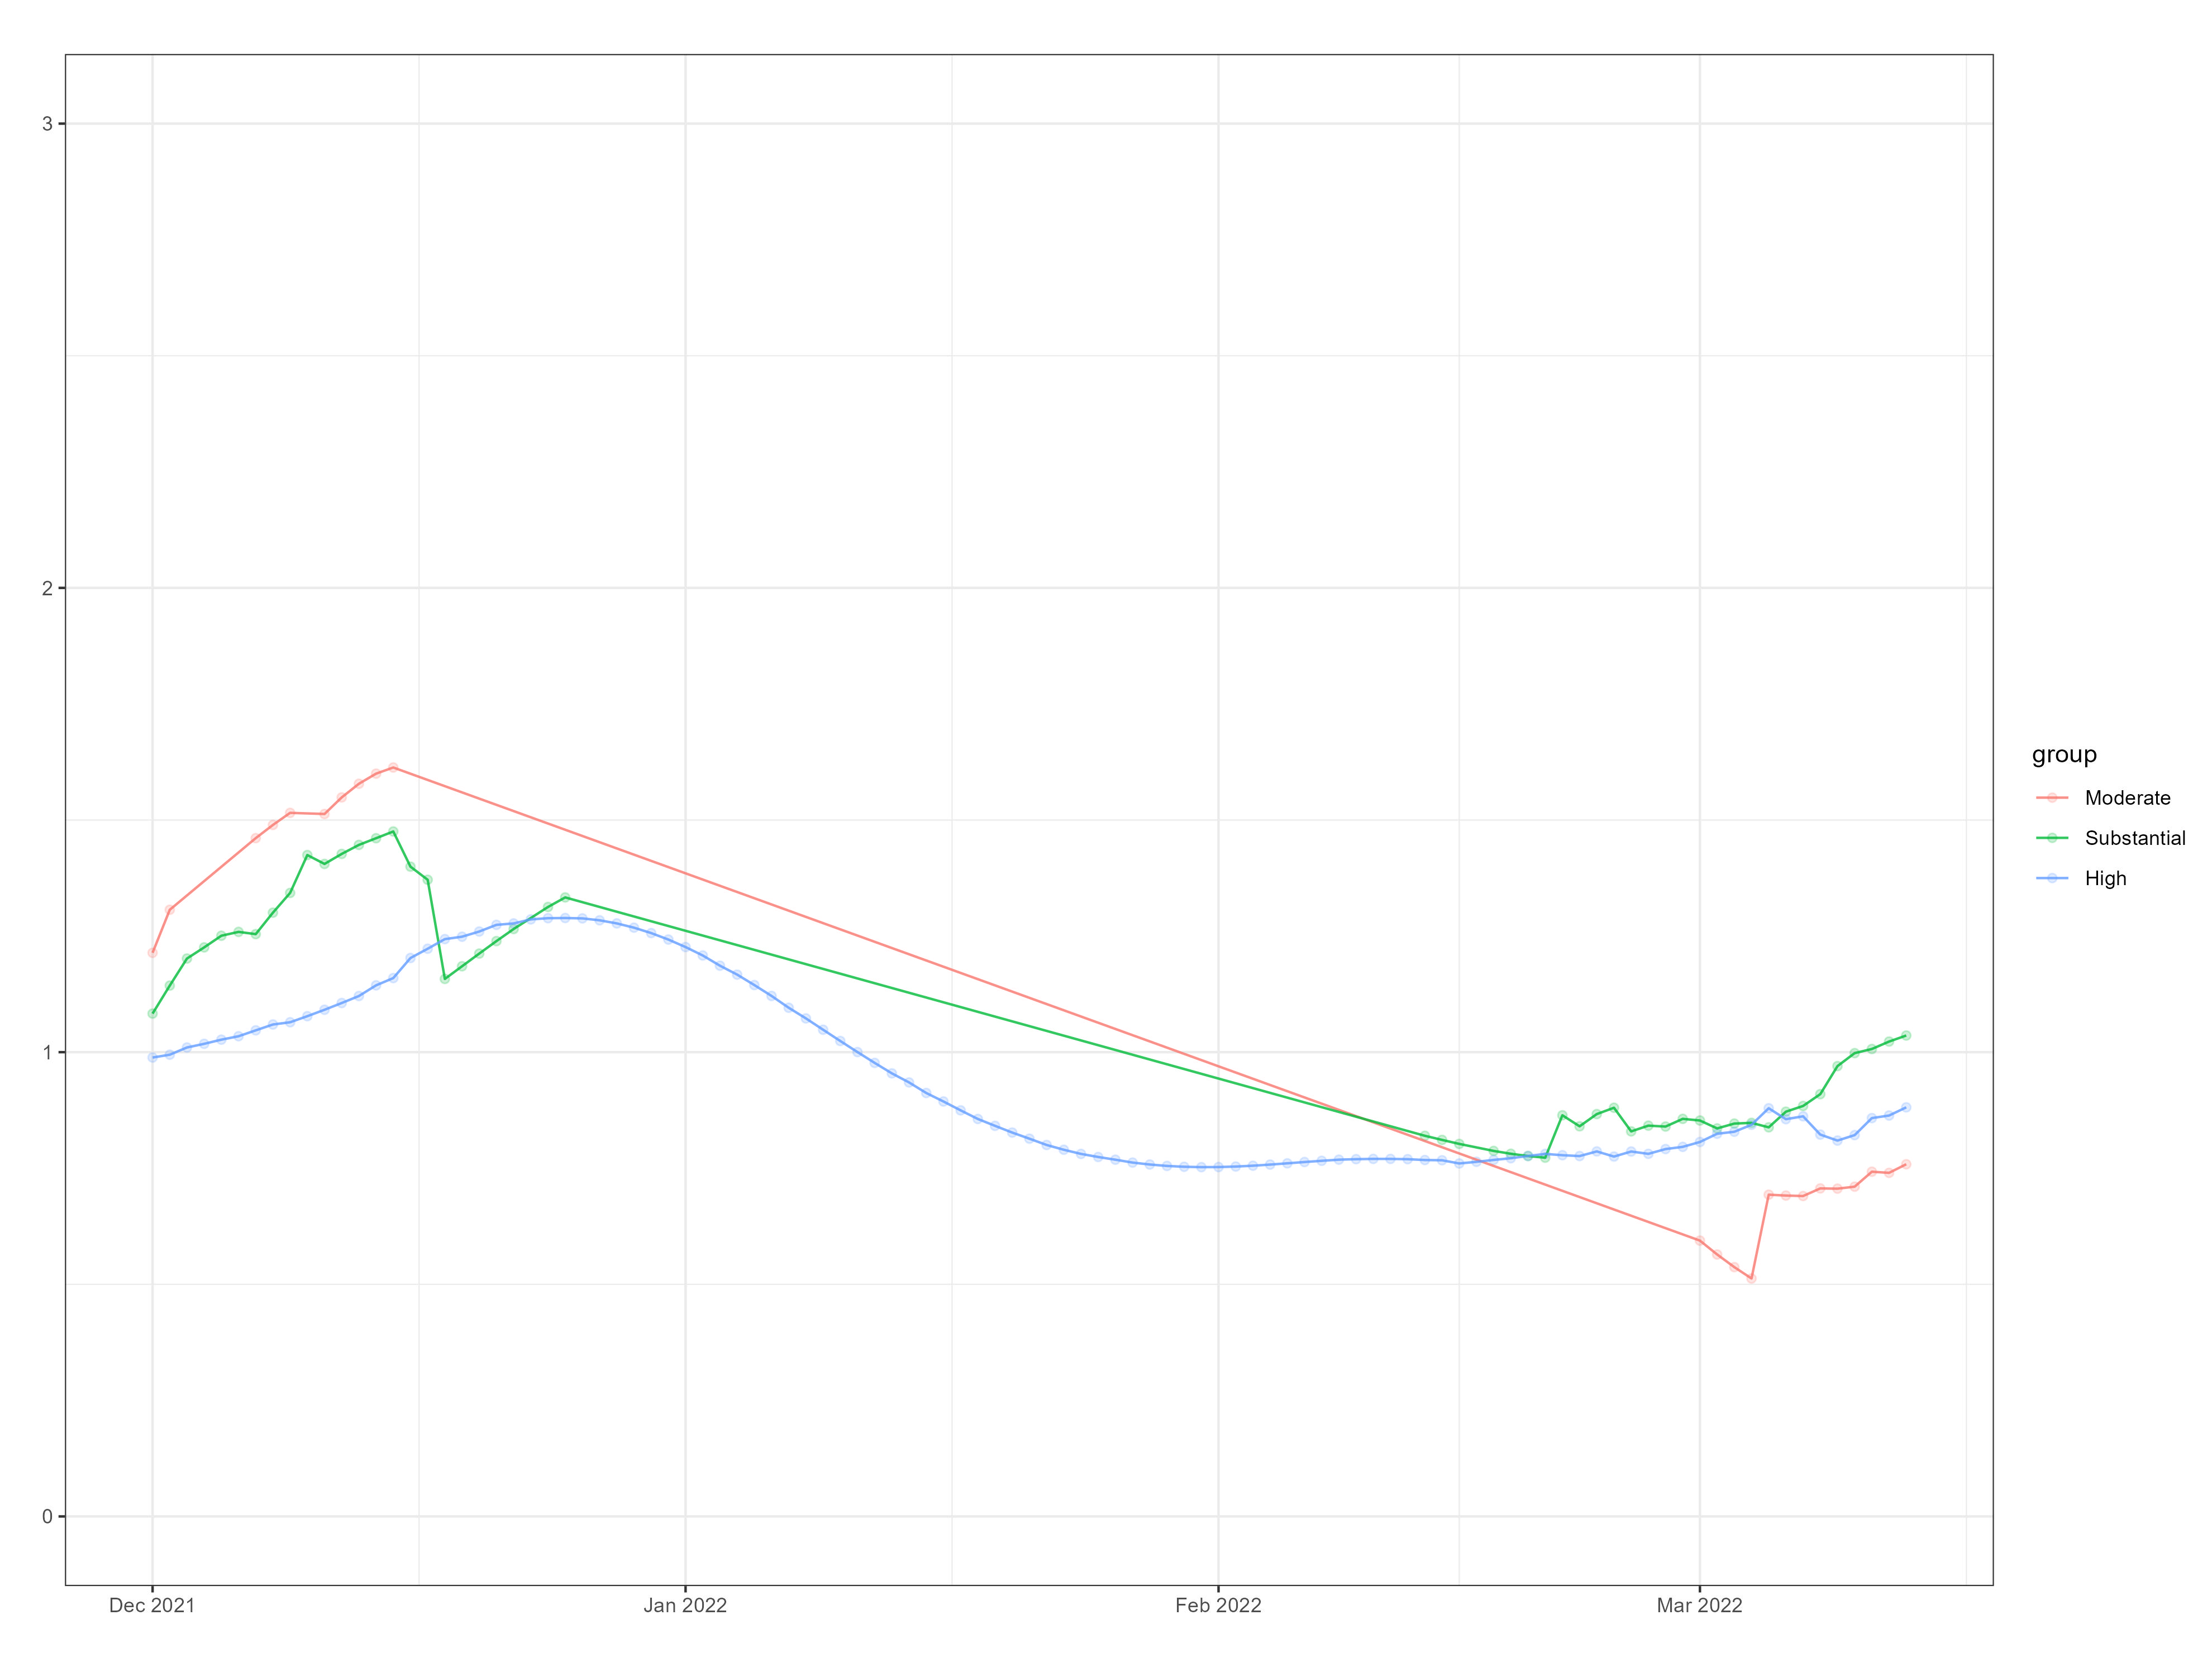 3
2
1
0
Dec 2021
Jan 2022
Feb 2022
Mar 2022
group
Moderate
Substantial
High